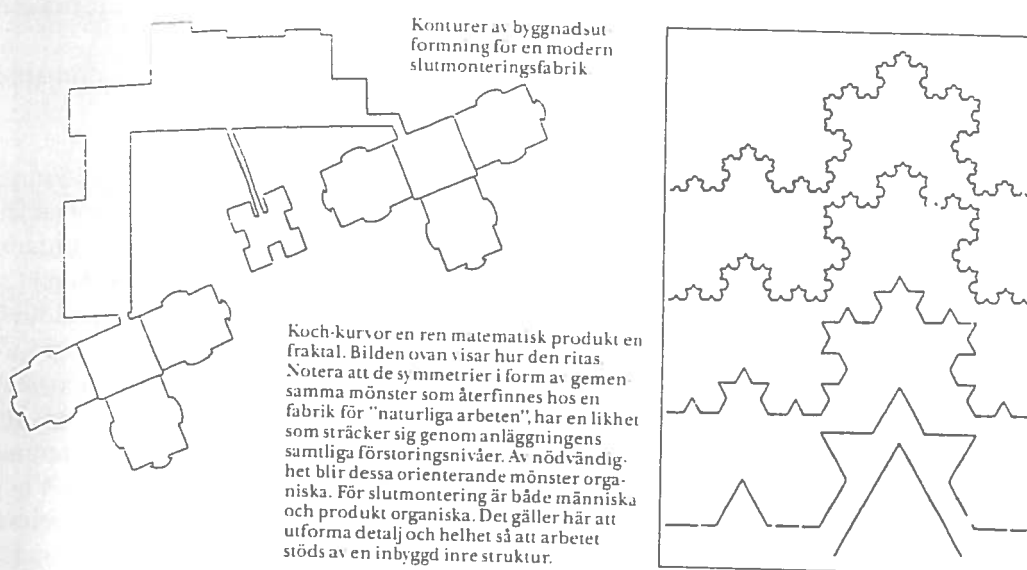 Konturer av byggnadsut-
formning för en modern
slutmonteringsfabrik
Koch-kurvor en ren matematisk produkt en
fraktal. Bilden ovan visar hur den ritas.
Notera att de symmetrier i form av gemen-
samma mönster som återfinnes hos en
fabrik för "naturliga arbeten", har en likhet
som sträcker sig genom anläggningens
samtliga förstoringsnivåer. Av nödvändig-
het blir dessa orienterande mönster orga-
niska. För slutmontering är både människa
och produkt organiska. Det gäller här att
utforma detalj och helhet så att arbetet
stöds av en inbyggd inre struktur.